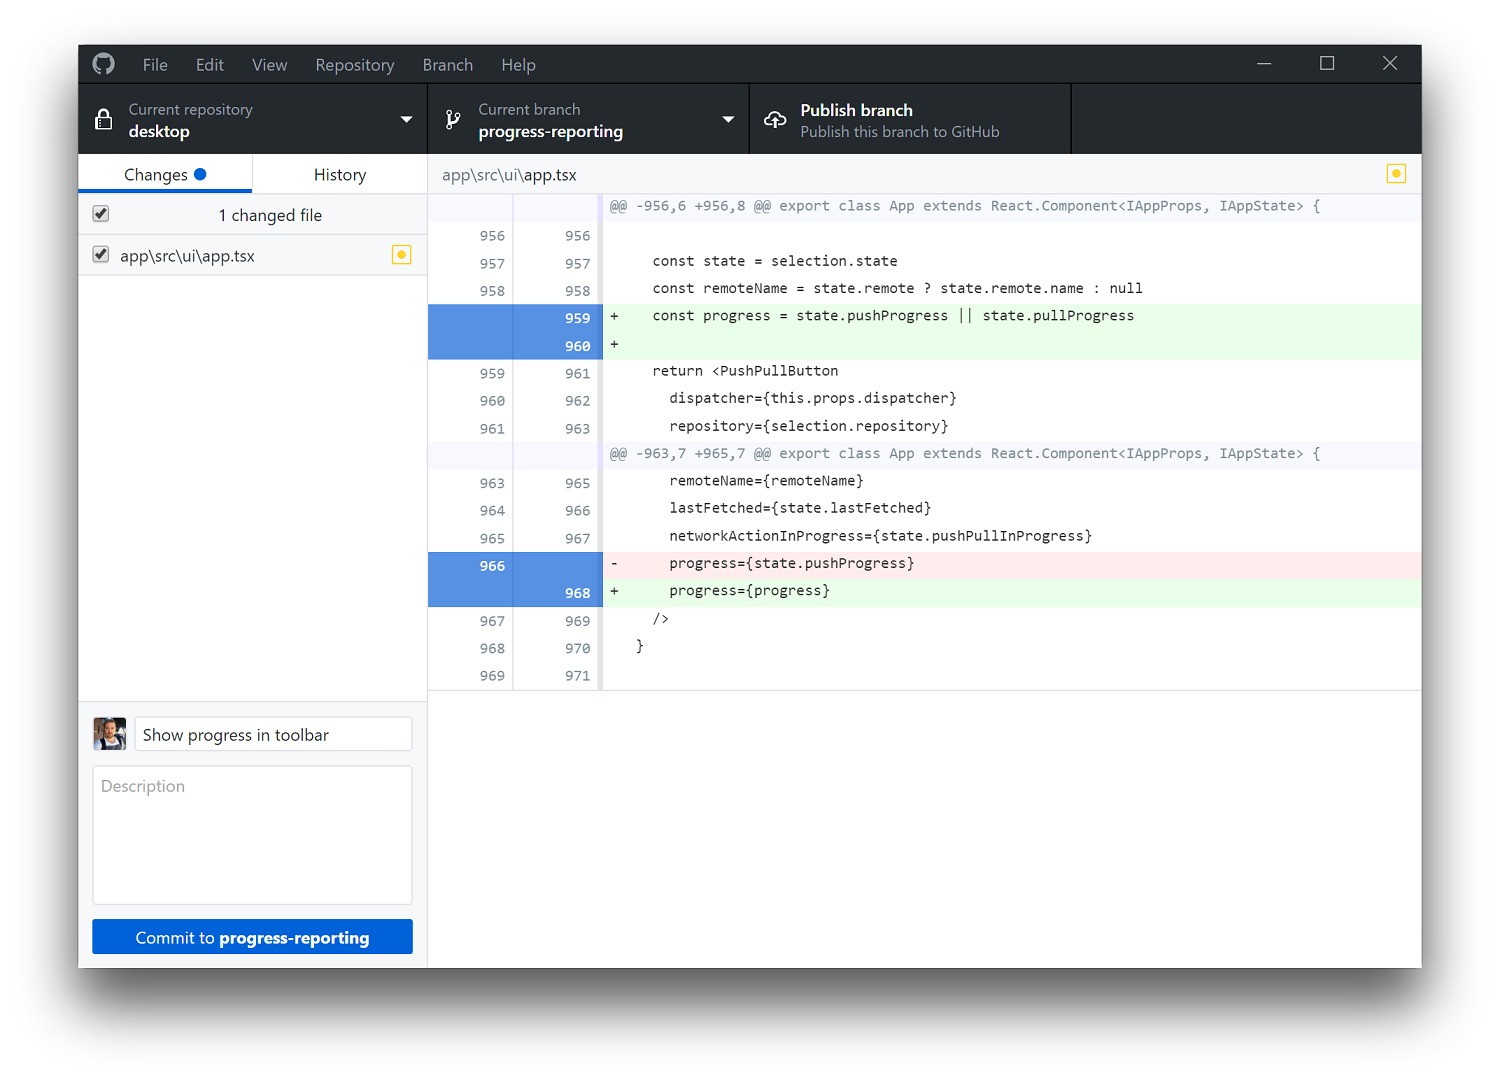 File Edit View Repository Branch Help
Current repository
desktop
Current branch
progress-reporting
Publish branch
Publish this branch to GitHub
Changes History
1 changed file
app\src\ui\app.tsx
Show progress in toolbar
Description
Commit to progress-reporting
app\src\ui\app.tsx
@@ -956,6 +956,8 @@ export class App extends React.Component<IAppProps, IAppState> {
956 956
957 957 const state = selection.state
958 958 const remoteName = state.remote ? state.remote.name : null
959 + const progress = state.pushProgress || state.pullProgress
960 +
959 961 return <PushPullButton
960 962 dispatcher={this.props.dispatcher}
961 963 repository={selection.repository}
@@ -963,7 +965,7 @@ export class App extends React.Component<IAppProps, IAppState> {
963 965 remoteName={remoteName}
964 966 lastFetched={state.lastFetched}
965 967 networkActionInProgress={state.pushPullInProgress}
966 - progress={state.pushProgress}
968 + progress={progress}
967 969 />
968 970 }
969 971